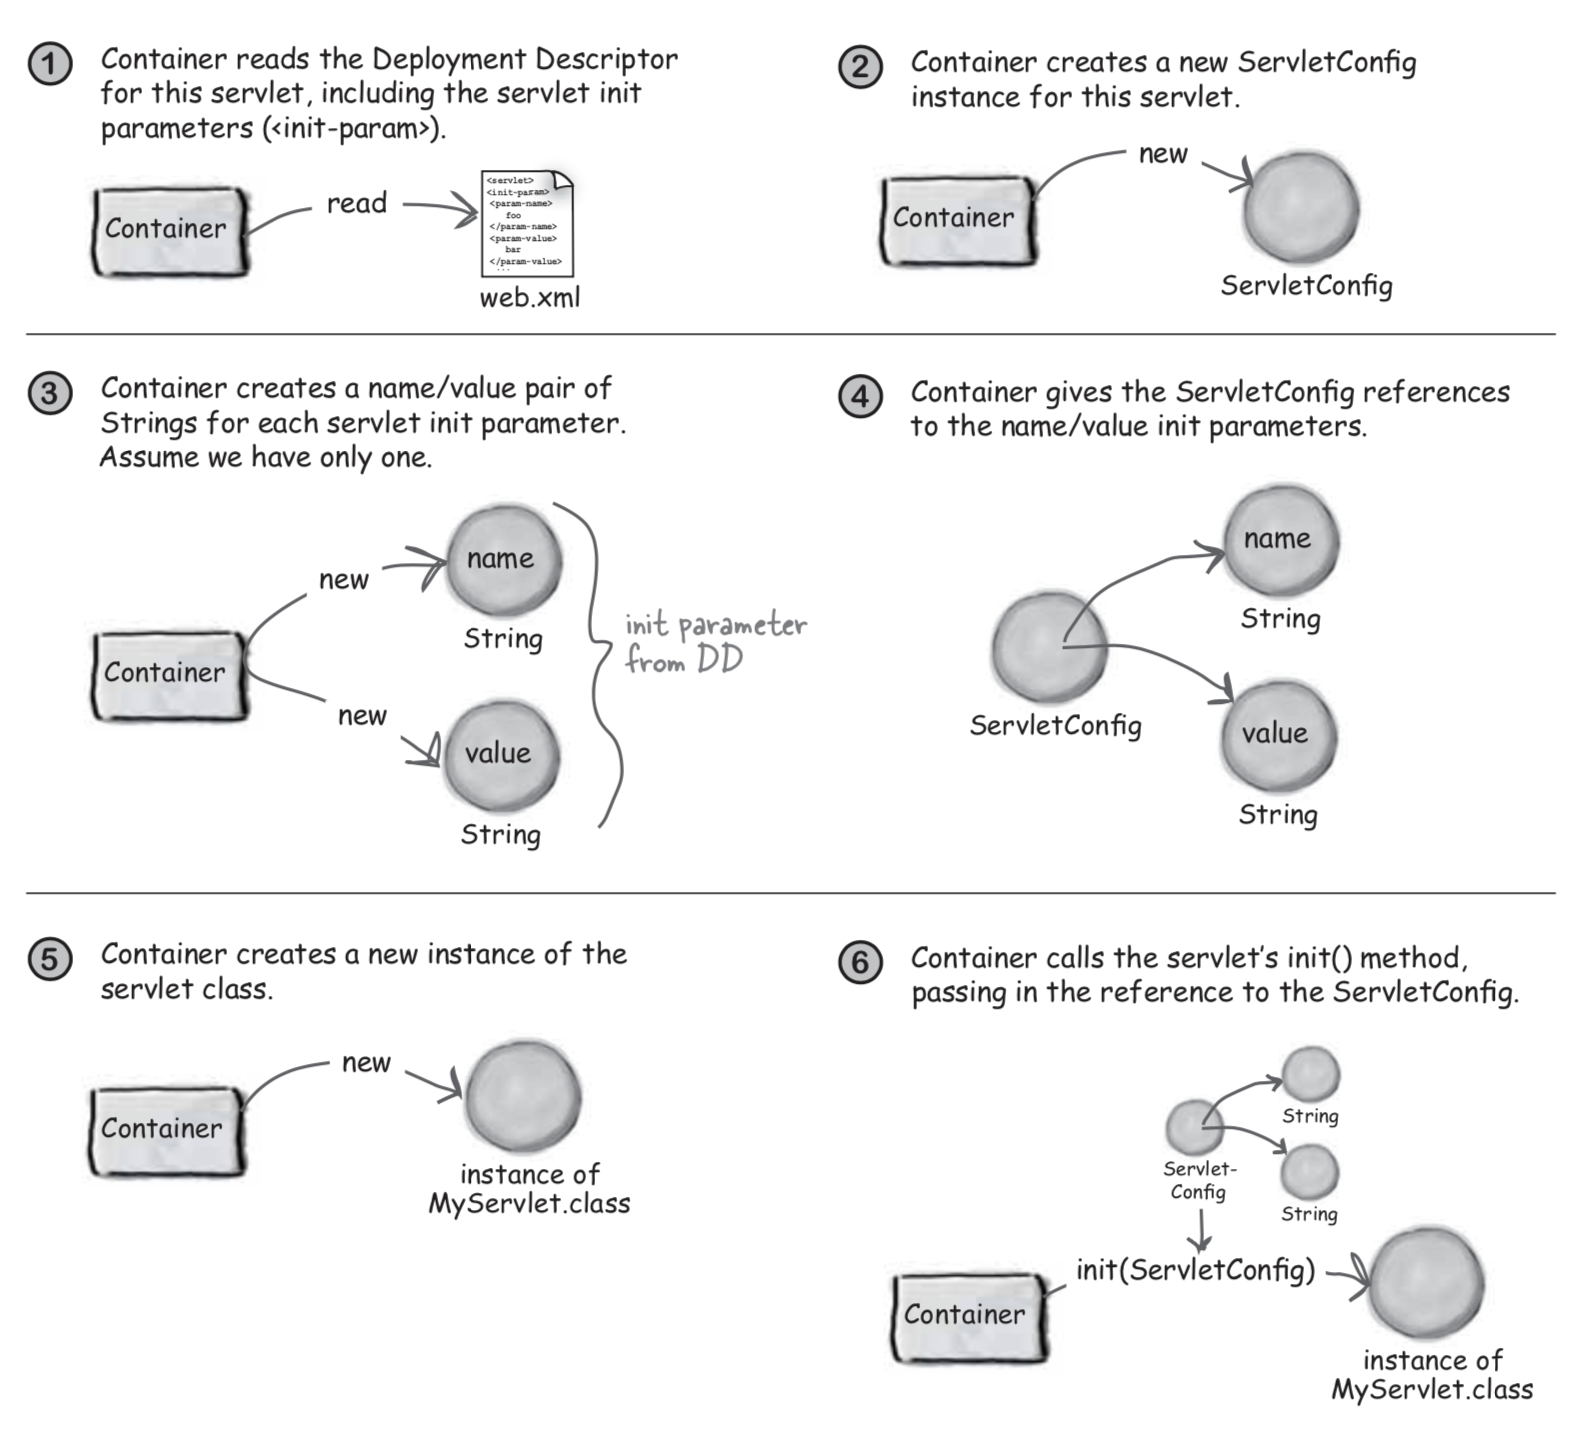 1
Container reads the Deployment Descriptor
for this servlet, including the servlet init
parameters (<init-param>).
Container
read
<servlet>
<init-param>
<param-name>
foo
</param-name>
<param-value>
bar
</param-value>
...
web.xml
2
Container creates a new ServletConfig
instance for this servlet.
Container
new
ServletConfig
3
Container creates a name/value pair of
Strings for each servlet init parameter.
Assume we have only one.
Container
new
name
String
new
value
String
init parameter
from DD
4
Container gives the ServletConfig references
to the name/value init parameters.
ServletConfig
name
String
value
String
5
Container creates a new instance of the
servlet class.
Container
new
instance of
MyServlet.class
6
Container calls the servlet's init() method,
passing in the reference to the ServletConfig.
String
Servlet-
Config
String
Container
init(ServletConfig)
instance of
MyServlet.class